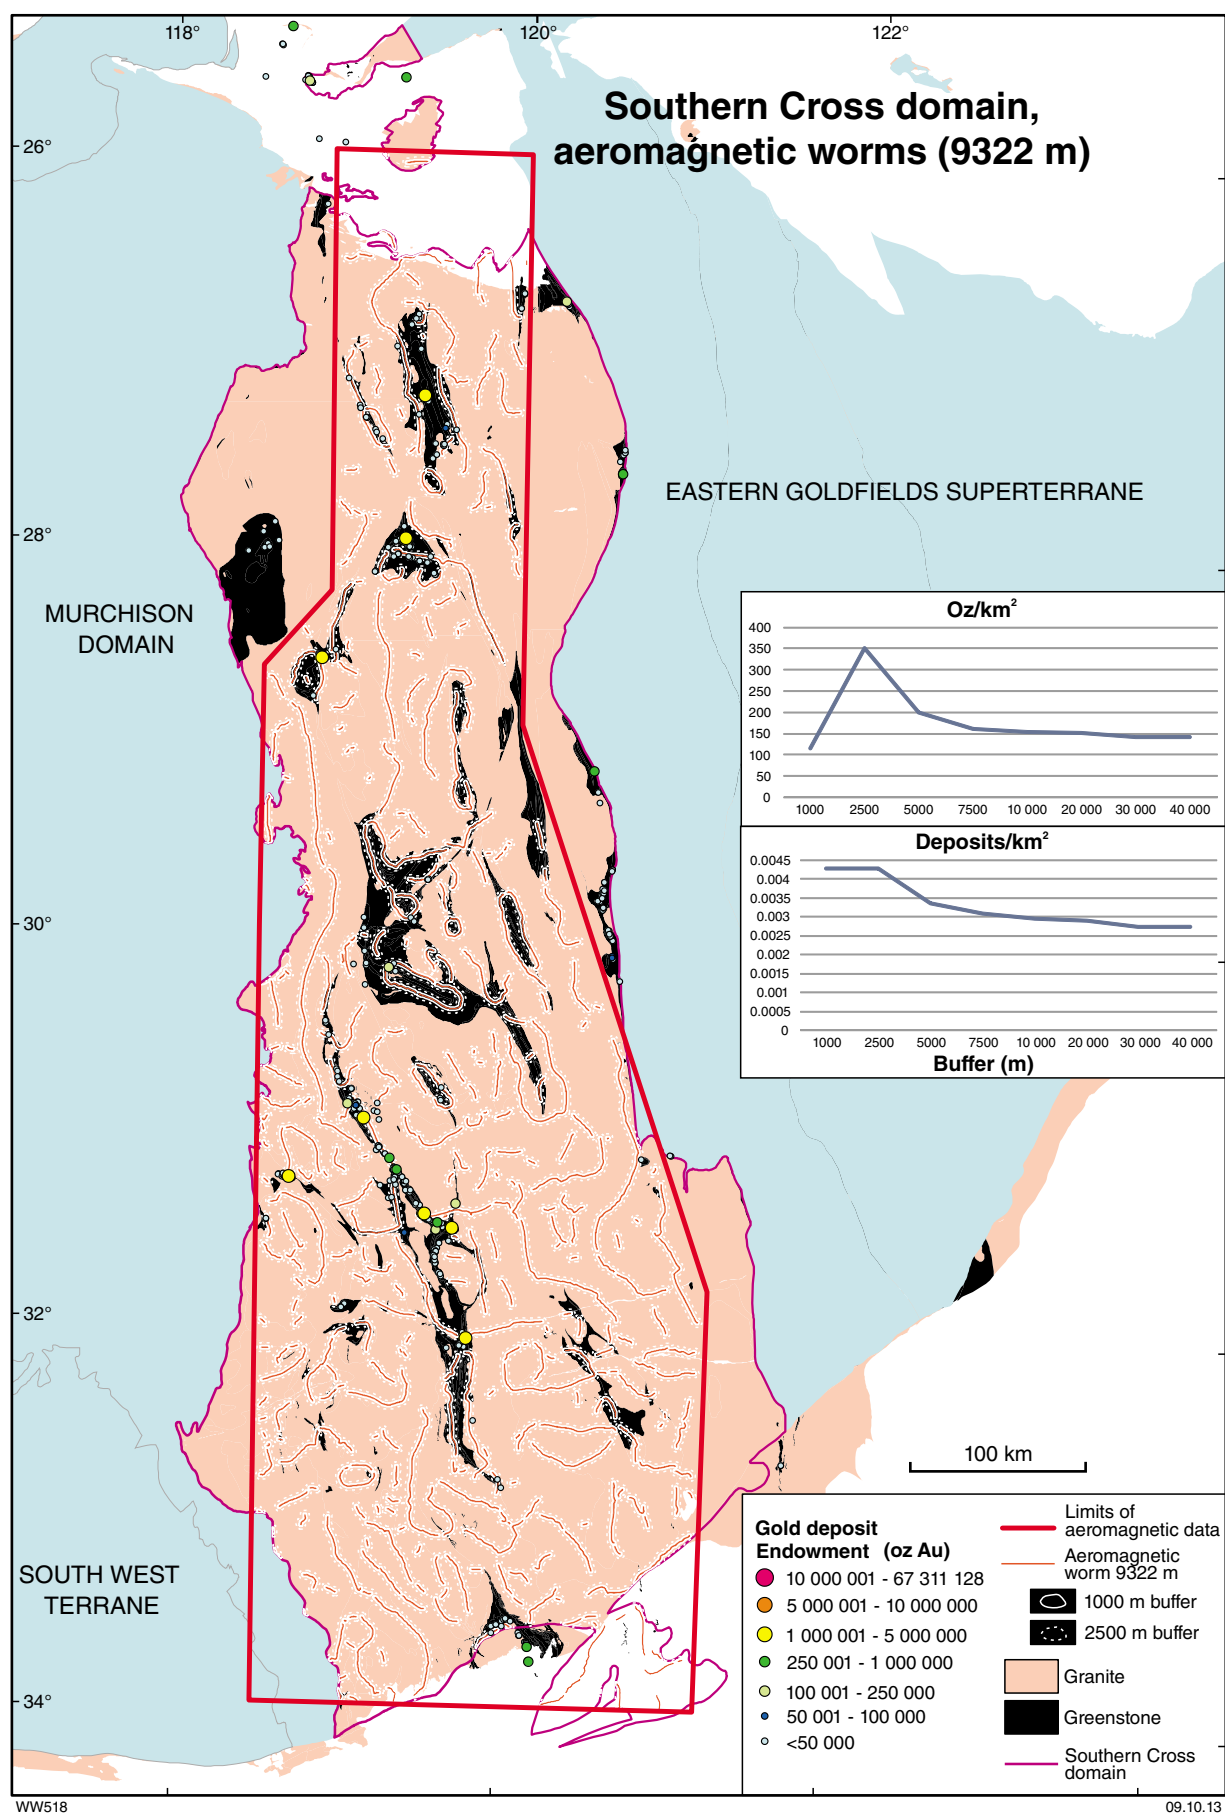 118°
120°
122°
Southern Cross domain,
aeromagnetic worms (9322 m)
26°
EASTERN GOLDFIELDS SUPERTERRANE
28°
MURCHISON
DOMAIN
Oz/km²
400
350
300
250
200
150
100
50
0
1000 2500 5000 7500 10 000 20 000 30 000 40 000
Deposits/km²
0.0045
0.004
0.0035
0.003
0.0025
0.002
0.0015
0.001
0.0005
0
1000 2500 5000 7500 10 000 20 000 30 000 40 000
Buffer (m)
30°
32°
100 km
SOUTH WEST
TERRANE
34°
Gold deposit
Endowment (oz Au)
10 000 001 - 67 311 128
5 000 001 - 10 000 000
1 000 001 - 5 000 000
250 001 - 1 000 000
100 001 - 250 000
50 001 - 100 000
<50 000
Limits of
aeromagnetic data
Aeromagnetic
worm 9322 m
1000 m buffer
2500 m buffer
Granite
Greenstone
Southern Cross
domain
WW518
09.10.13